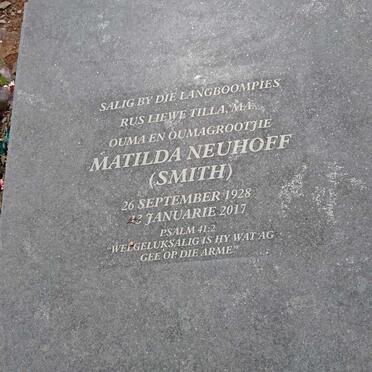 SALIG BY DIE LANGBOOMPIES
RUS LIEWE TILLA, MA
OUMA EN OUMAGROOTJIE
MATILDA NEUHOFF
(SMITH)
26 SEPTEMBER 1928
JANUARIE 2017
PSALM 41:2
"WELGELUKSALIG IS HY WAT AG
GEE OP DIE ARME"